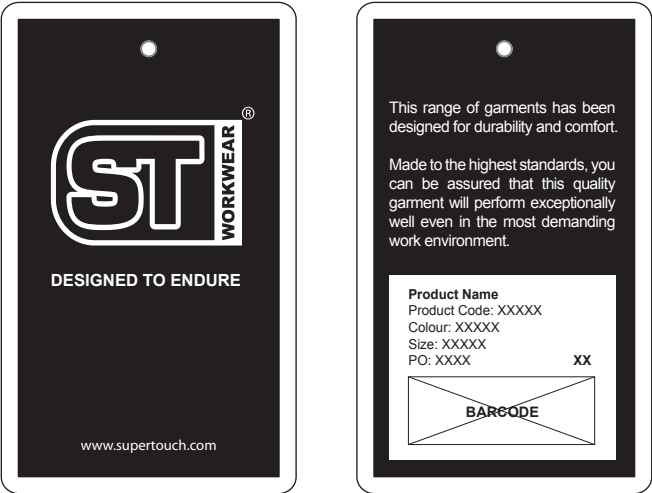 ®
ST
WORKWEAR
DESIGNED TO ENDURE
www.supertouch.com
This range of garments has been
designed for durability and comfort.
Made to the highest standards, you
can be assured that this quality
garment will perform exceptionally
well even in the most demanding
work environment.
Product Name
Product Code: XXXXX
Colour: XXXXX
Size: XXXXX
PO: XXXX XX
BARCODE